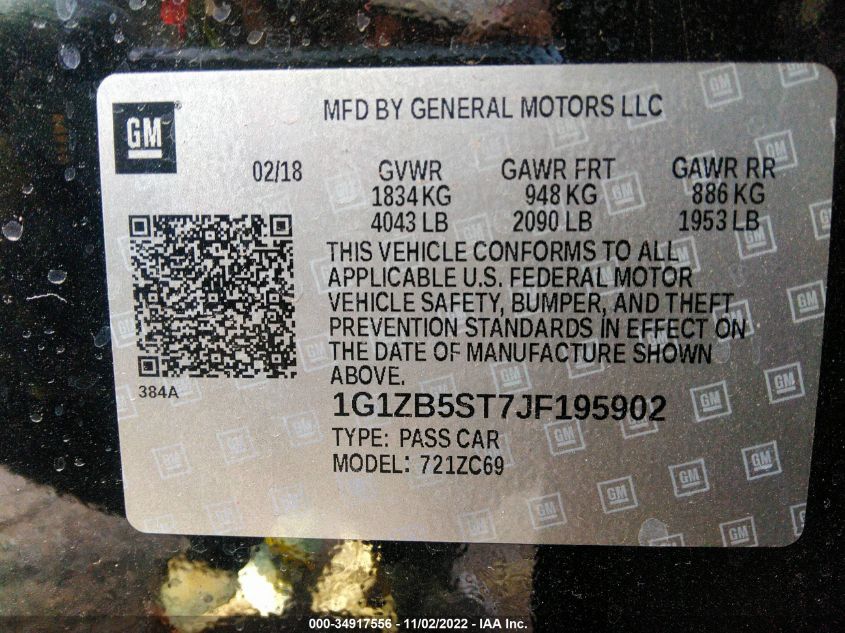 GM
MFD BY GENERAL MOTORS LLC
02/18 GVWR GAWR FRT GAWR RR
1834 KG 948 KG 886 KG
4043 LB 2090 LB 1953 LB
THIS VEHICLE CONFORMS TO ALL
APPLICABLE U.S. FEDERAL MOTOR
VEHICLE SAFETY, BUMPER, AND THEFT
PREVENTION STANDARDS IN EFFECT ON
THE DATE OF MANUFACTURE SHOWN
ABOVE.
384A
1G1ZB5ST7JF195902
TYPE: PASS CAR
MODEL: 721ZC69
000-34917556 - 11/02/2022 - IAA Inc.